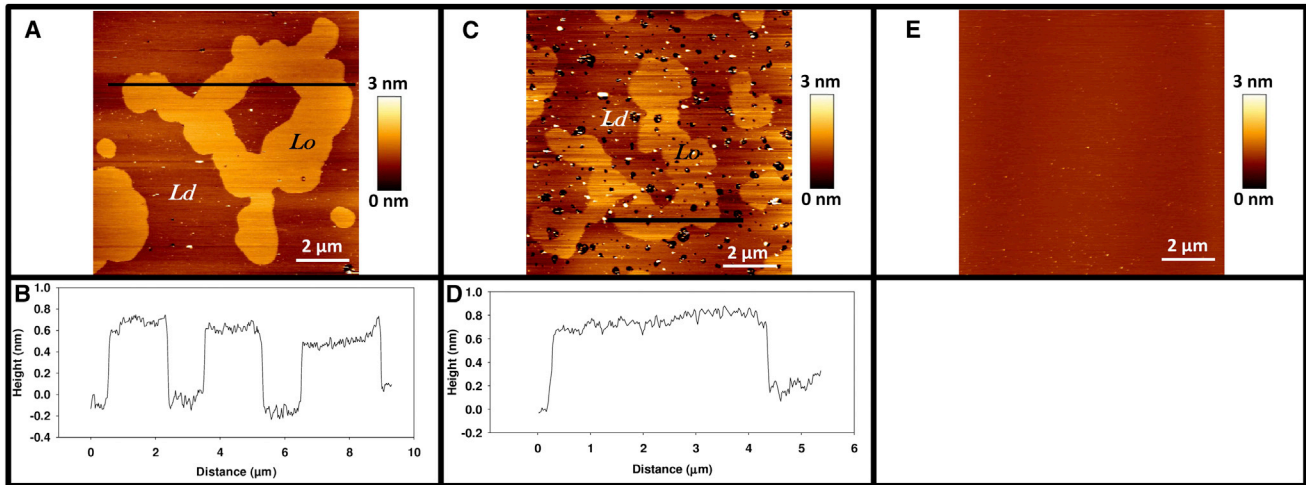 A
3 nm
0 nm
Lo
Ld
2 µm
C
3 nm
0 nm
Ld
Lo
2 µm
E
3 nm
0 nm
2 µm
B
1.0
0.8
0.6
0.4
0.2
0.0
-0.2
-0.4
Height (nm)
0 2 4 6 8 10
Distance (µm)
D
1.0
0.8
0.6
0.4
0.2
0.0
-0.2
Height (nm)
0 1 2 3 4 5 6
Distance (µm)